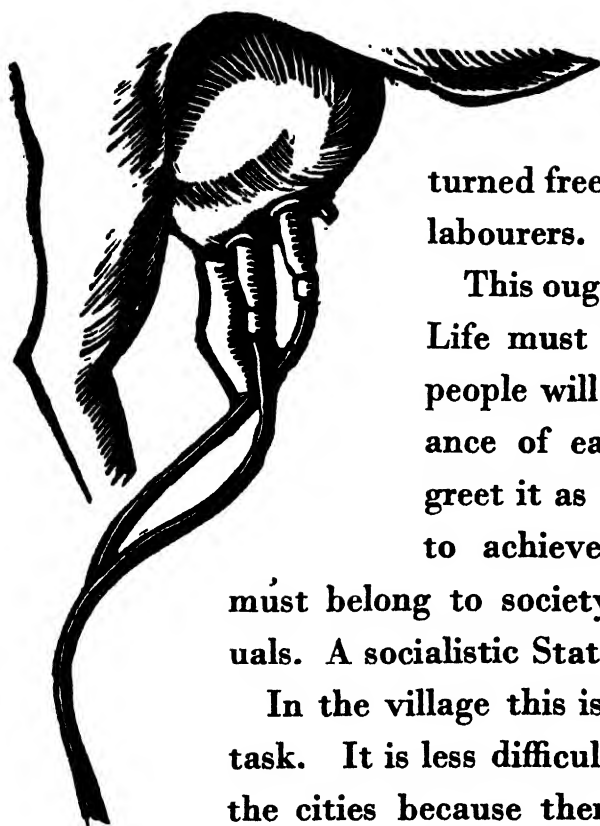 turned free
labourers.
This oug
Life must
people will
ance of ea
greet it as
to achieve
must belong to society
uals. A socialistic Stat
In the village this is
task. It is less difficul
the cities because ther